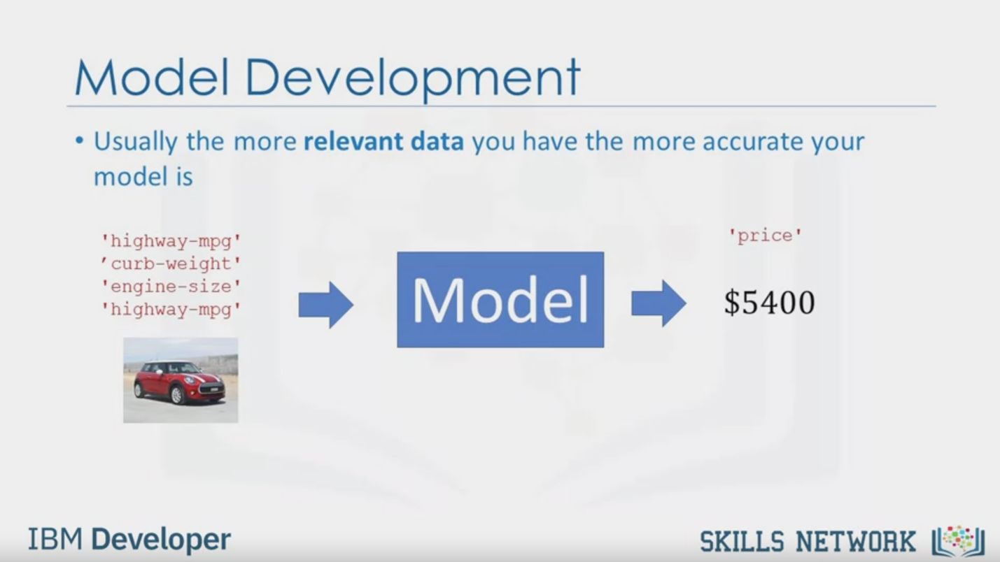 Model Development
• Usually the more relevant data you have the more accurate your
model is
'highway-mpg'
’curb-weight'
'engine-size'
'highway-mpg'
Model
'price'
$5400
IBM Developer
SKILLS NETWORK